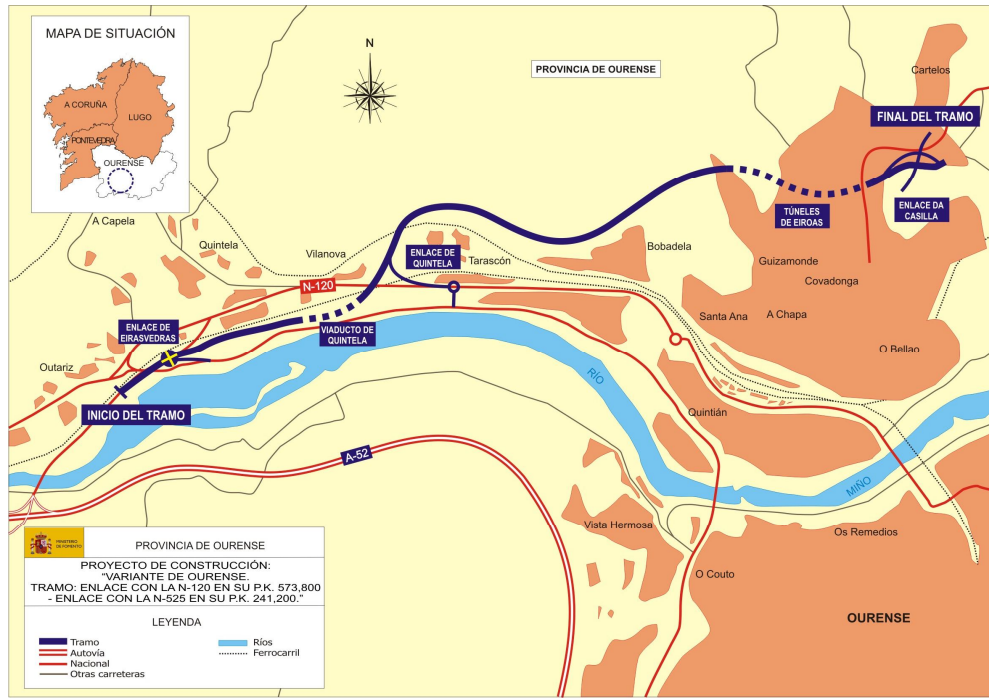 MAPA DE SITUACIÓN
A CORUÑA
LUGO
PONTEVEDRA
OURENSE
N
PROVINCIA DE OURENSE
Cartelos
FINAL DEL TRAMO
ENLACE DA
CASILLA
TÚNELES
DE EIROAS
A Capela
Quintela
Vilanova
ENLACE DE
QUINTELA
Tarascón
Bobadela
Guizamonde
Covadonga
N-120
Santa Ana
A Chapa
O Bellao
ENLACE DE
EIRASVEDRAS
VIADUCTO DE
QUINTELA
Outariz
INICIO DEL TRAMO
RÍO
Quintián
A-52
MIÑO
Vista Hermosa
Os Remedios
O Couto
OURENSE
MINISTERIO
DE FOMENTO
PROVINCIA DE OURENSE
PROYECTO DE CONSTRUCCIÓN:
"VARIANTE DE OURENSE.
TRAMO: ENLACE CON LA N-120 EN SU P.K. 573,800
- ENLACE CON LA N-525 EN SU P.K. 241,200."
LEYENDA
Tramo
Autovía
Nacional
Otras carreteras
Ríos
Ferrocarril